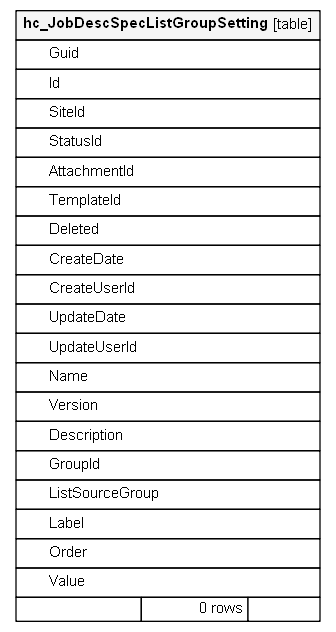 hc_JobDescSpecListGroupSetting [table]
Guid
Id
SiteId
StatusId
AttachmentId
TemplateId
Deleted
CreateDate
CreateUserId
UpdateDate
UpdateUserId
Name
Version
Description
GroupId
ListSourceGroup
Label
Order
Value
0 rows